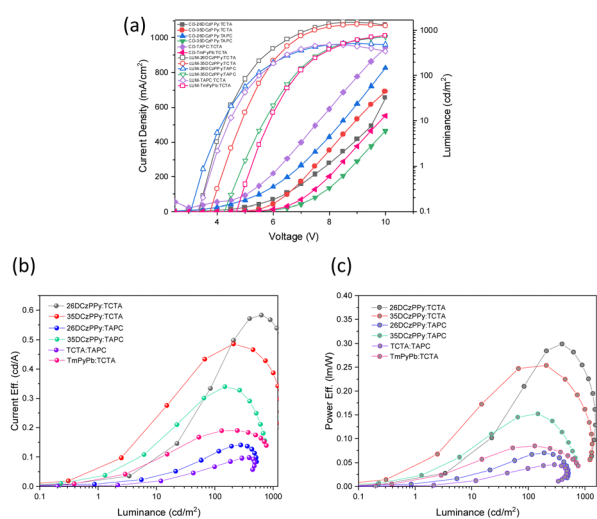 (a)
CD-26DCzPPy:TCTA
CD-35DCzPPy:TCTA
CD-26DCzPPy:TAPC
CD-35DCzPPy:TAPC
CD-TAPC:TCTA
CD-TmPyPb:TCTA
LUM-26DCzPPy:TCTA
LUM-35DCzPPy:TCTA
LUM-26DCzPPy:TAPC
LUM-35DCzPPy:TAPC
LUM-TAPC:TCTA
LUM-TmPyPb:TCTA
Current Density (mA/cm²)
1000
800
600
400
200
0
4
6
8
10
Voltage (V)
1000
100
10
1
0.1
Luminance (cd/m²)
(b)
26DCzPPy:TCTA
35DCzPPy:TCTA
26DCzPPy:TAPC
35DCzPPy:TAPC
TCTA:TAPC
TmPyPb:TCTA
Current Eff. (cd/A)
0.6
0.5
0.4
0.3
0.2
0.1
0.0
0.1
1
10
100
1000
Luminance (cd/m²)
(c)
26DCzPPy:TCTA
35DCzPPy:TCTA
26DCzPPy:TAPC
35DCzPPy:TAPC
TCTA:TAPC
TmPyPb:TCTA
Power Eff. (lm/W)
0.40
0.35
0.30
0.25
0.20
0.15
0.10
0.05
0.00
0.1
1
10
100
1000
Luminance (cd/m²)